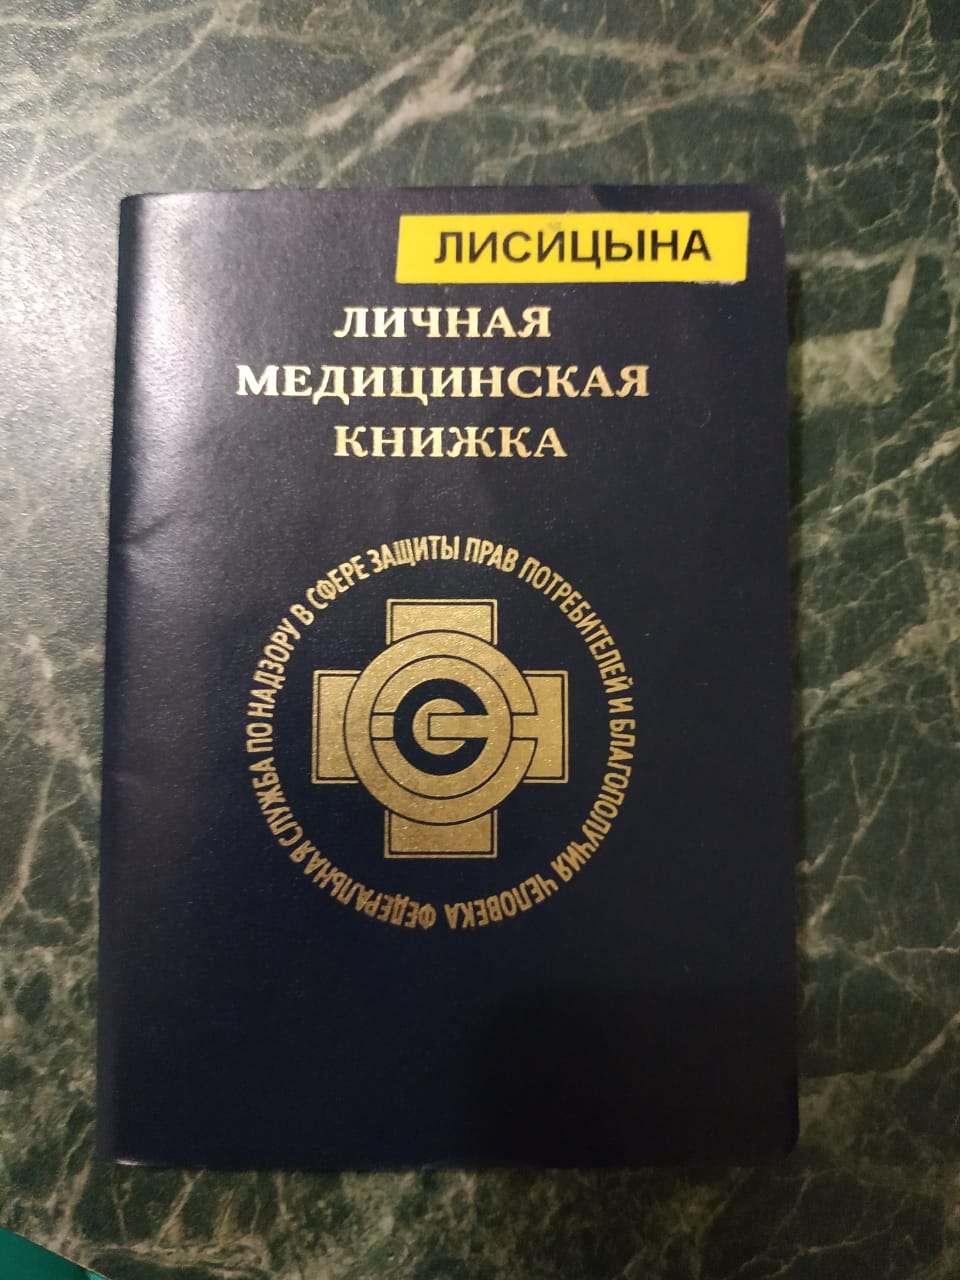 ЛИСИЦЫНА
ЛИЧНАЯ
МЕДИЦИНСКАЯ
КНИЖКА
ФЕДЕРАЛЬНАЯ СЛУЖБА ПО НАДЗОРУ В СФЕРЕ ЗАЩИТЫ ПРАВ ПОТРЕБИТЕЛЕЙ И БЛАГОПОЛУЧИЯ ЧЕЛОВЕКА